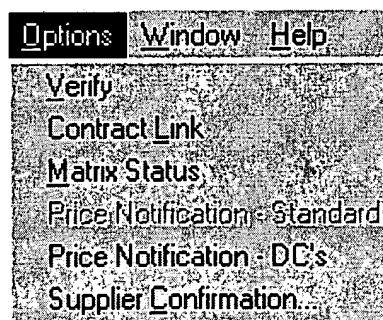 Options Window Help
Verify
Contract Link
Matrix Status
Price Notification - Standard
Price Notification - DC's
Supplier Confirmation...